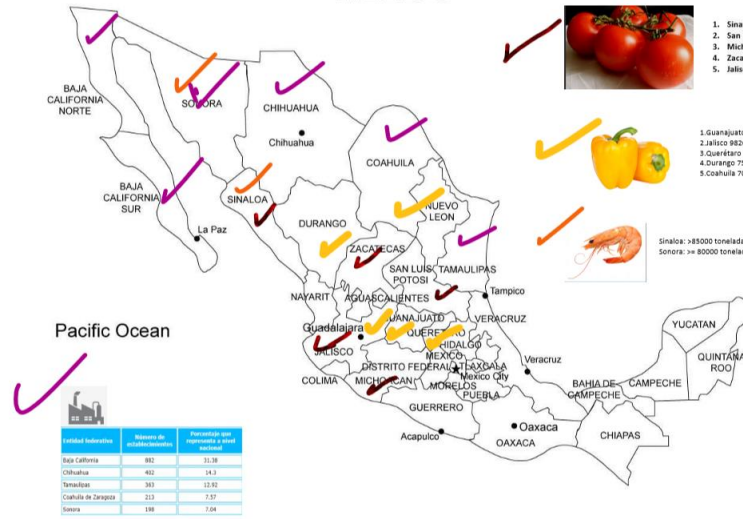 1. Sina
2. San
3. Mich
4. Zaca
5. Jalis
BAJA
CALIFORNIA
NORTE
SONORA
CHIHUAHUA
Chihuahua
COAHUILA
1.Guanajuato
2.Jalisco 982
3.Querétaro
4.Durango 75
5.Coahuila 70
BAJA
CALIFORNIA
SUR
La Paz
SINALOA
DURANGO
NUEVO
LEON
ZACATECAS
SAN LUIS
POTOSI
TAMAULIPAS
Sinaloa: >85000 tonelada
Sonora: >= 80000 tonelad
Tampico
NAYARIT
AGUASCALIENTES
GUANAJUATO
VERACRUZ
Pacific Ocean
Guadalajara
QUERETARO
HIDALGO
YUCATAN
JALISCO
MEXICO
DISTRITO FEDERAL
TLAXCALA
Mexico City
Veracruz
QUINTANA
ROO
COLIMA
MICHOACAN
MORELOS
PUEBLA
BAHIA DE
CAMPECHE
CAMPECHE
GUERRERO
Acapulco
Oaxaca
OAXACA
CHIAPAS
Entidad federativa Número de establecimientos Porcentaje que representa a nivel nacional
Baja California 882 31.38
Chihuahua 402 14.3
Tamaulipas 363 12.92
Coahuila de Zaragoza 213 7.57
Sonora 198 7.04